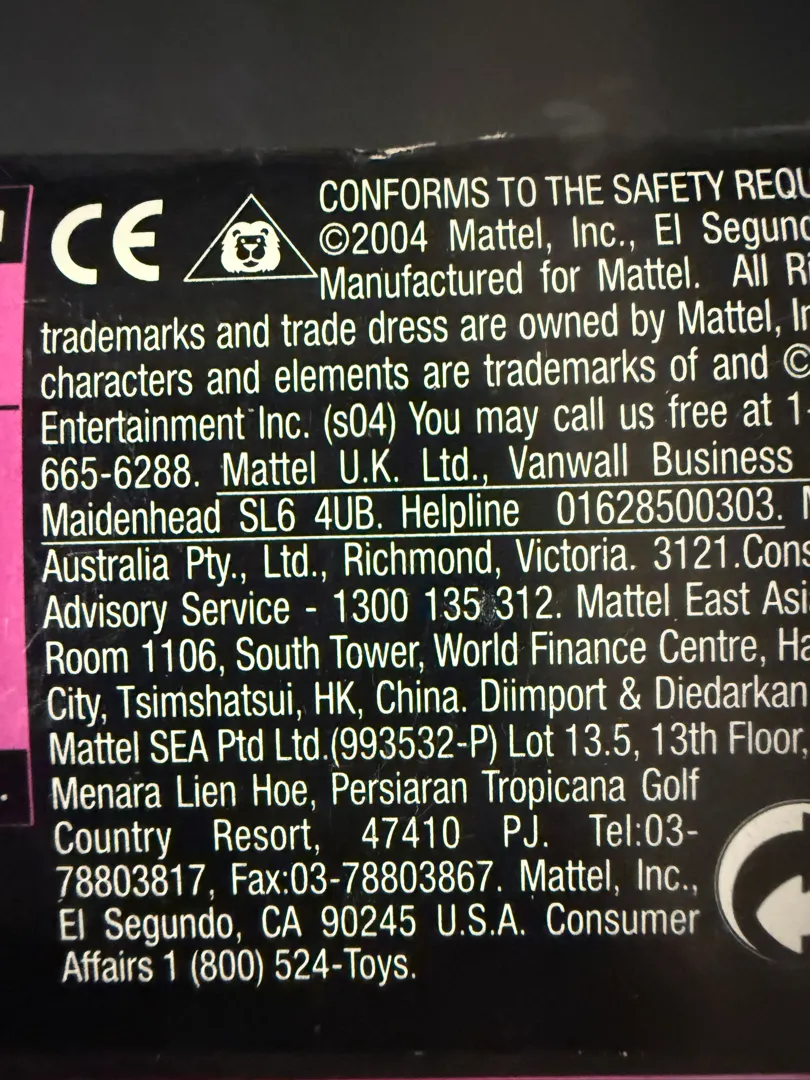 CE
CONFORMS TO THE SAFETY
©2004 Mattel, Inc., El
Manufactured for Mattel. All
trademarks and trade dress are owned by Mattel,
characters and elements are trademarks of and ©
Entertainment Inc. (s04) You may call us free at 1
665-6288. Mattel U.K. Ltd., Vanwall Business
Maidenhead SL6 4UB. Helpline 01628500303.
Australia Pty., Ltd., Richmond, Victoria. 3121.
Advisory Service - 1300 135 312. Mattel East
Room 1106, South Tower, World Finance Centre,
City, Tsimshatsui, HK, China. Diimport & Diedarkan
Mattel SEA Ptd Ltd.(993532-P) Lot 13.5, 13th Floor,
Menara Lien Hoe, Persiaran Tropicana Golf
Country Resort, 47410 PJ. Tel:03-
78803817, Fax:03-78803867. Mattel, Inc.,
El Segundo, CA 90245 U.S.A. Consumer
Affairs 1 (800) 524-Toys.